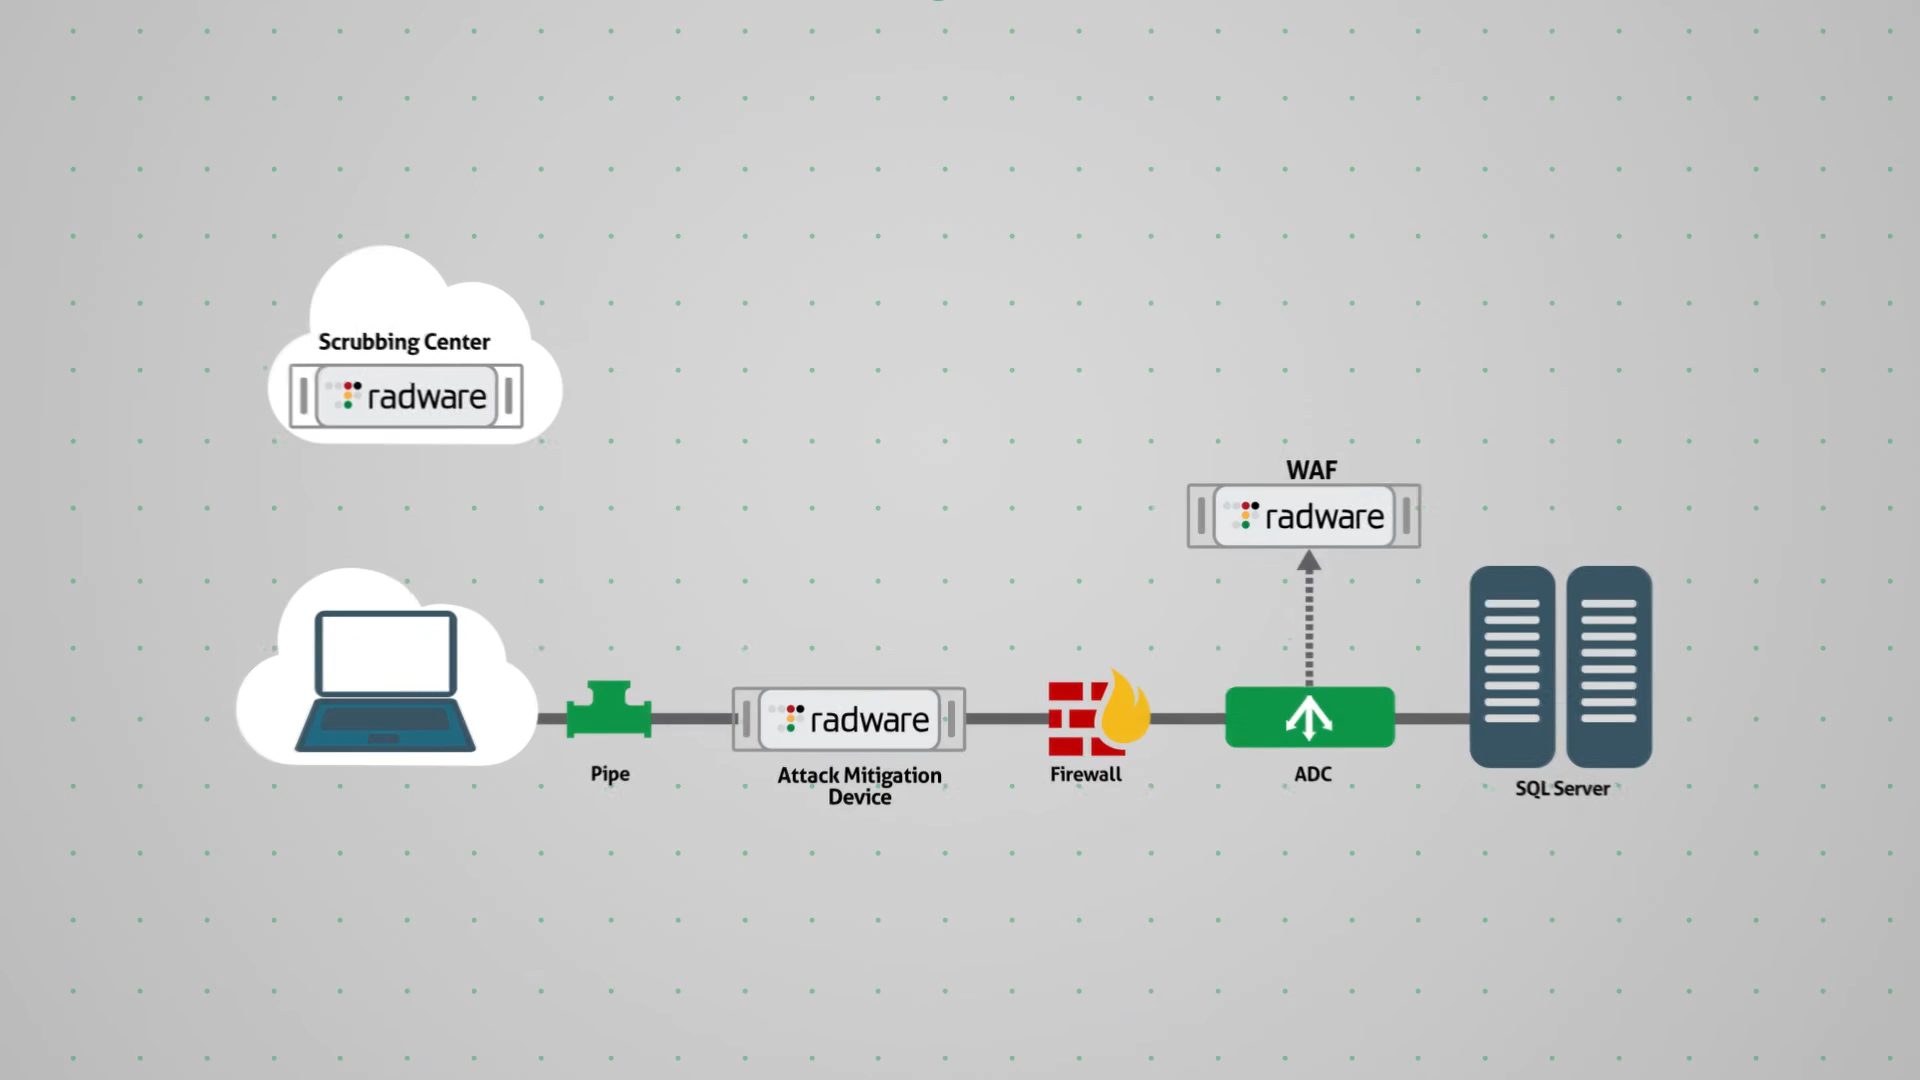 Scrubbing Center
radware
WAF
radware
radware
Pipe
Attack Mitigation
Device
Firewall
ADC
SQL Server